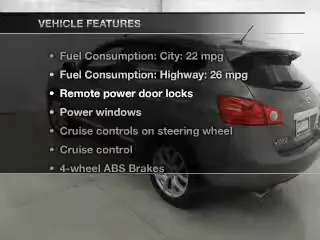 VEHICLE FEATURES
• Fuel Consumption: City: 22 mpg
• Fuel Consumption: Highway: 26 mpg
• Remote power door locks
• Power windows
• Cruise controls on steering wheel
• Cruise control
• 4-wheel ABS Brakes